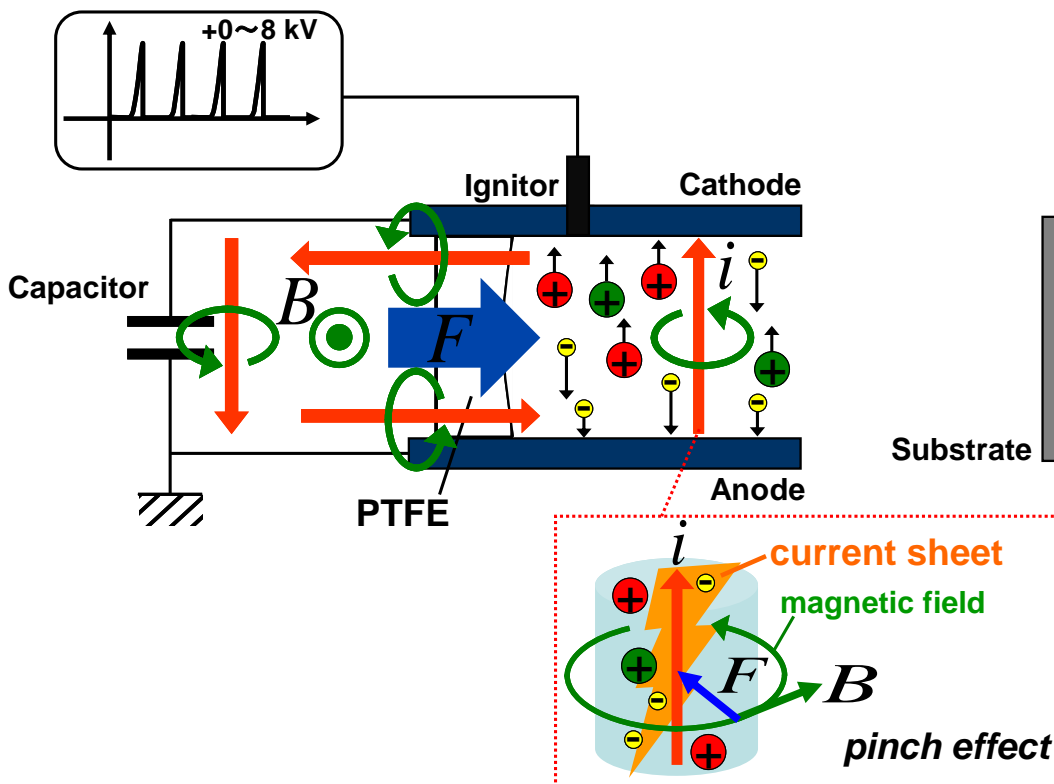 +0～8 kV
Ignitor
Cathode
Capacitor
B
F
i
+
+
+
-
+
-
+
-
-
-
Substrate
Anode
PTFE
i
current sheet
magnetic field
+
-
+
F
B
-
-
+
pinch effect